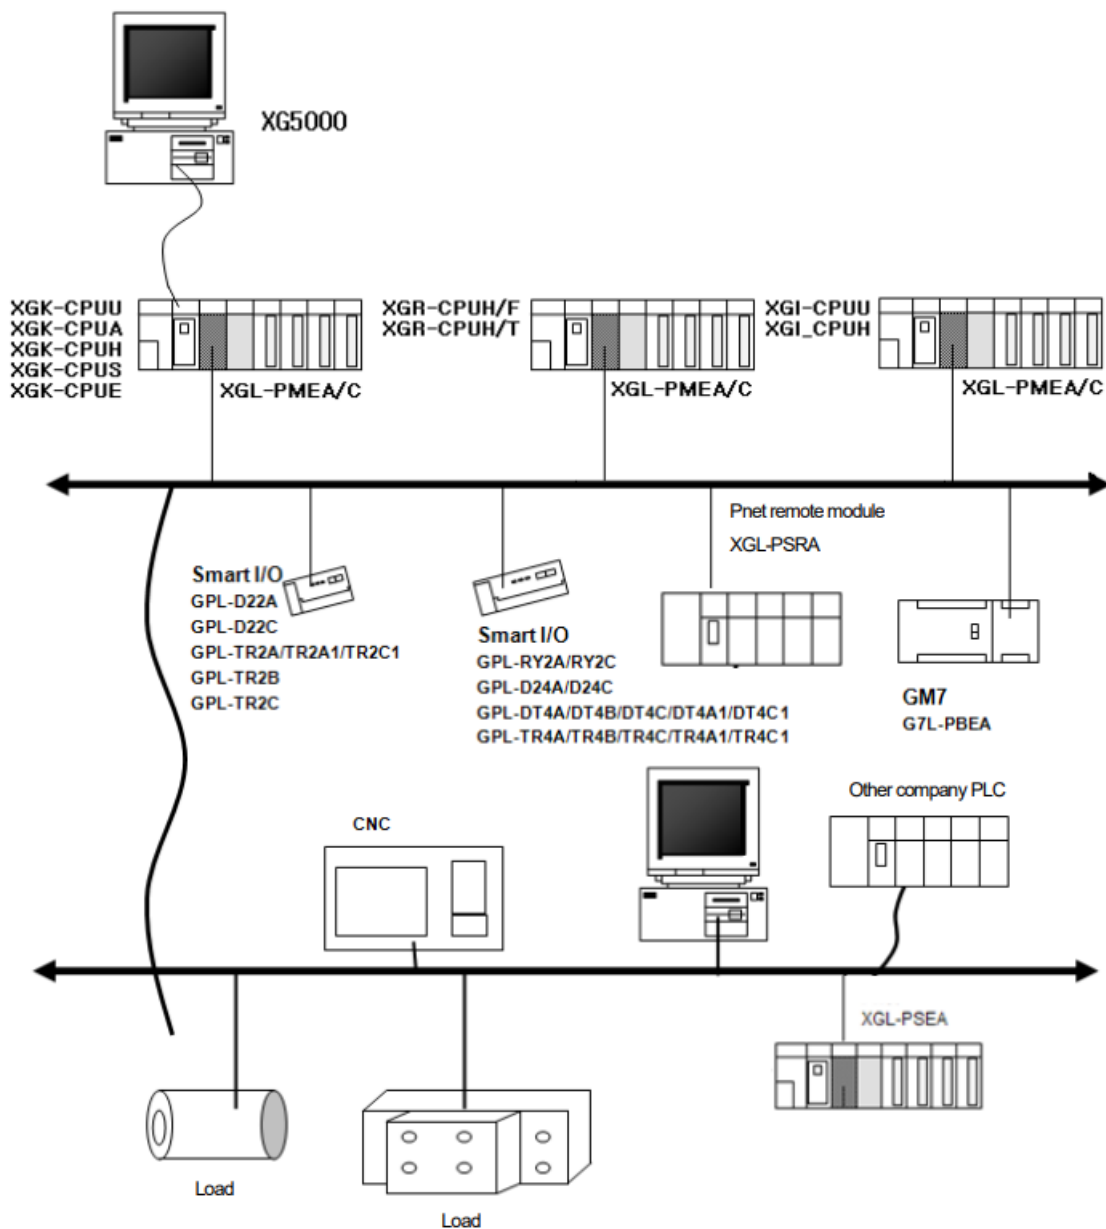 XG5000
XGK-CPUU
XGK-CPUA
XGK-CPUH
XGK-CPUS
XGK-CPUE
XGL-PMEA/C
XGR-CPUH/F
XGR-CPUH/T
XGL-PMEA/C
XGI-CPUU
XGI_CPUH
XGL-PMEA/C
Smart I/O
GPL-D22A
GPL-D22C
GPL-TR2A/TR2A1/TR2C1
GPL-TR2B
GPL-TR2C
Smart I/O
GPL-RY2A/RY2C
GPL-D24A/D24C
GPL-DT4A/DT4B/DT4C/DT4A1/DT4C1
GPL-TR4A/TR4B/TR4C/TR4A1/TR4C1
Pnet remote module
XGL-PSRA
GM7
G7L-PBEA
CNC
Other company PLC
XGL-PSEA
Load
Load